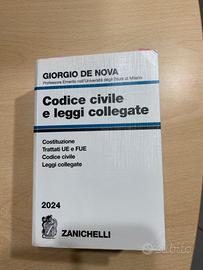 GIORGIO DE NOVA
Professore Emerito nell'Università degli Studi di Milano
Codice civile
e leggi collegate
Costituzione
Trattati UE e FUE
Codice civile
Leggi collegate
2024
ZANICHELLI
subito